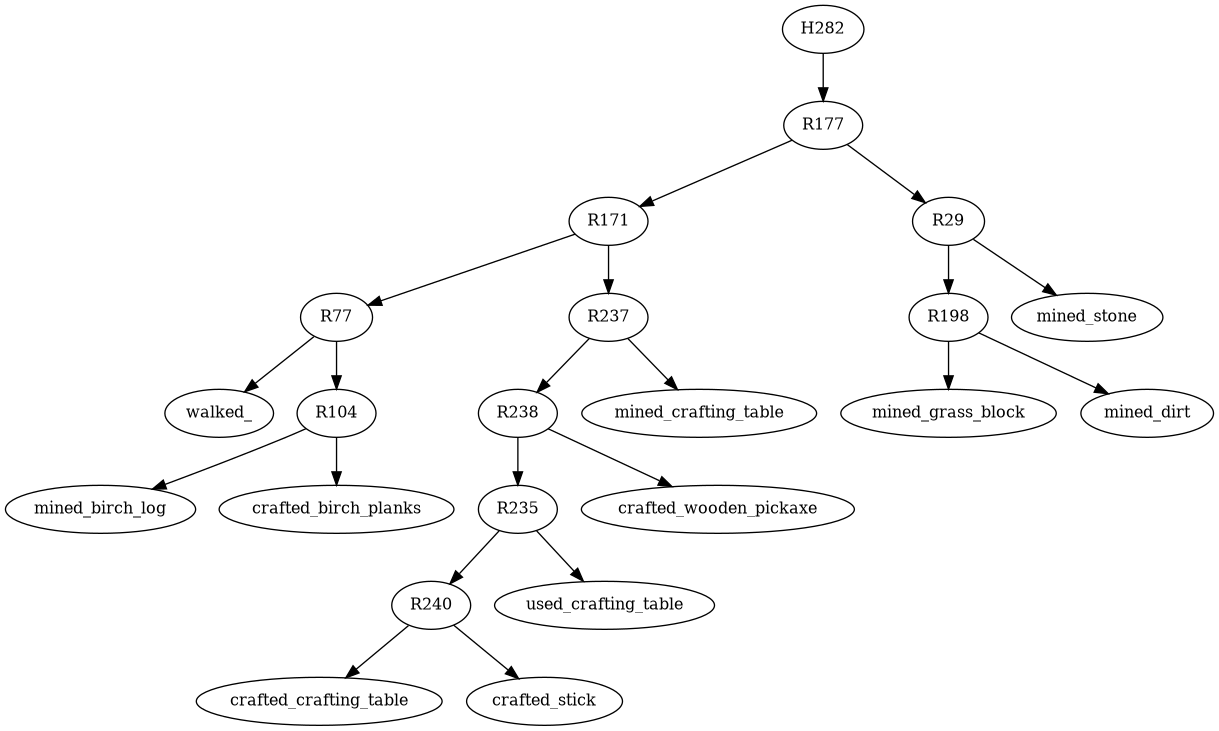 H282
R177
R171
R29
R77
R237
R198
mined_stone
walked_
R104
R238
mined_crafting_table
mined_grass_block
mined_dirt
mined_birch_log
crafted_birch_planks
R235
crafted_wooden_pickaxe
R240
used_crafting_table
crafted_crafting_table
crafted_stick